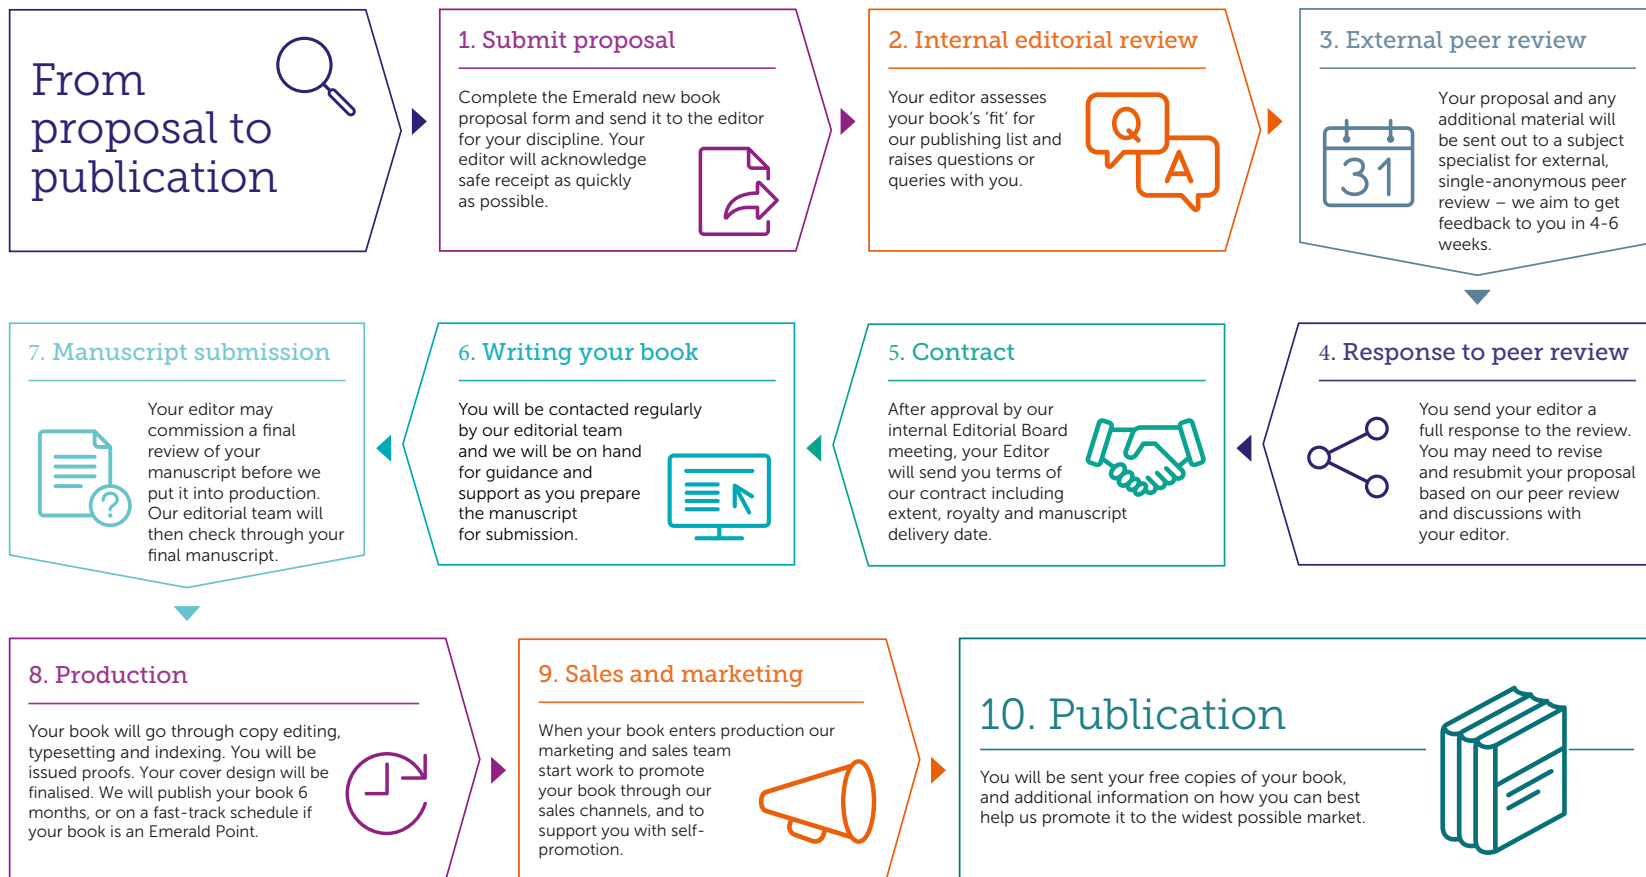 From
proposal to
publication
1. Submit proposal
Complete the Emerald new book
proposal form and send it to the editor
for your discipline. Your
editor will acknowledge
safe receipt as quickly
as possible.
2. Internal editorial review
Your editor assesses
your book's ‘fit’ for
our publishing list and
raises questions or
queries with you.
Q
A
3. External peer review
31
Your proposal and any
additional material will
be sent out to a subject
specialist for external,
single-anonymous peer
review – we aim to get
feedback to you in 4-6
weeks.
4. Response to peer review
You send your editor a
full response to the review.
You may need to revise
and resubmit your proposal
based on our peer review
and discussions with
your editor.
5. Contract
After approval by our
internal Editorial Board
meeting, your Editor
will send you terms of
our contract including
extent, royalty and manuscript
delivery date.
6. Writing your book
You will be contacted regularly
by our editorial team
and we will be on hand
for guidance and
support as you prepare
the manuscript
for submission.
7. Manuscript submission
?
Your editor may
commission a final
review of your
manuscript before we
put it into production.
Our editorial team will
then check through your
final manuscript.
8. Production
Your book will go through copy editing,
typesetting and indexing. You will be
issued proofs. Your cover design will be
finalised. We will publish your book 6
months, or on a fast-track schedule if
your book is an Emerald Point.
9. Sales and marketing
When your book enters production our
marketing and sales team
start work to promote
your book through our
sales channels, and to
support you with self-
promotion.
10. Publication
You will be sent your free copies of your book,
and additional information on how you can best
help us promote it to the widest possible market.